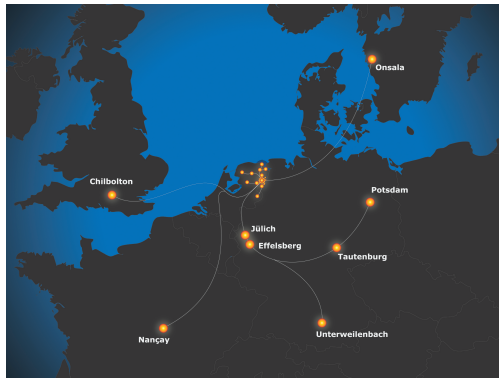 Onsala
Chilbolton
Potsdam
Jülich
Effelsberg
Tautenburg
Nançay
Unterweilenbach